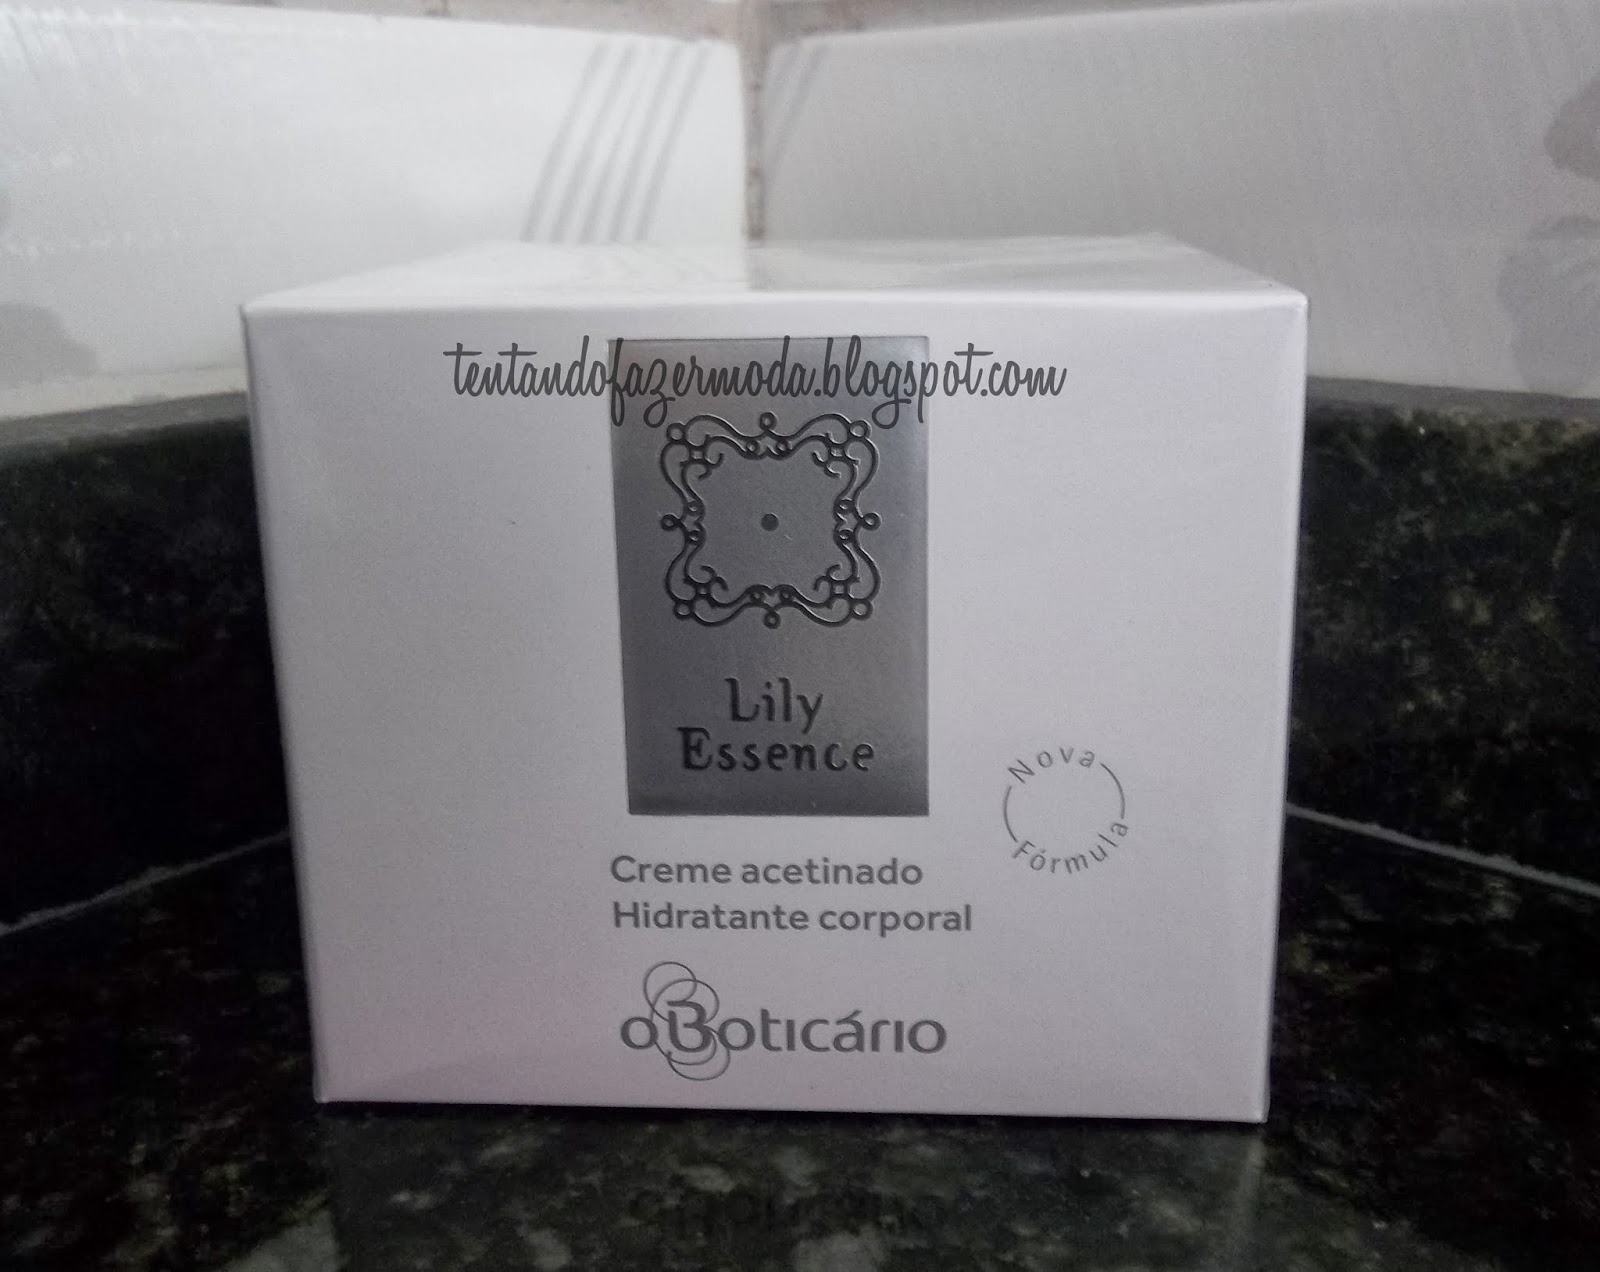 tentandofazermoda.blogspot.com
Lily
Essence
Nova
Fórmula
Creme acetinado
Hidratante corporal
oBoticário